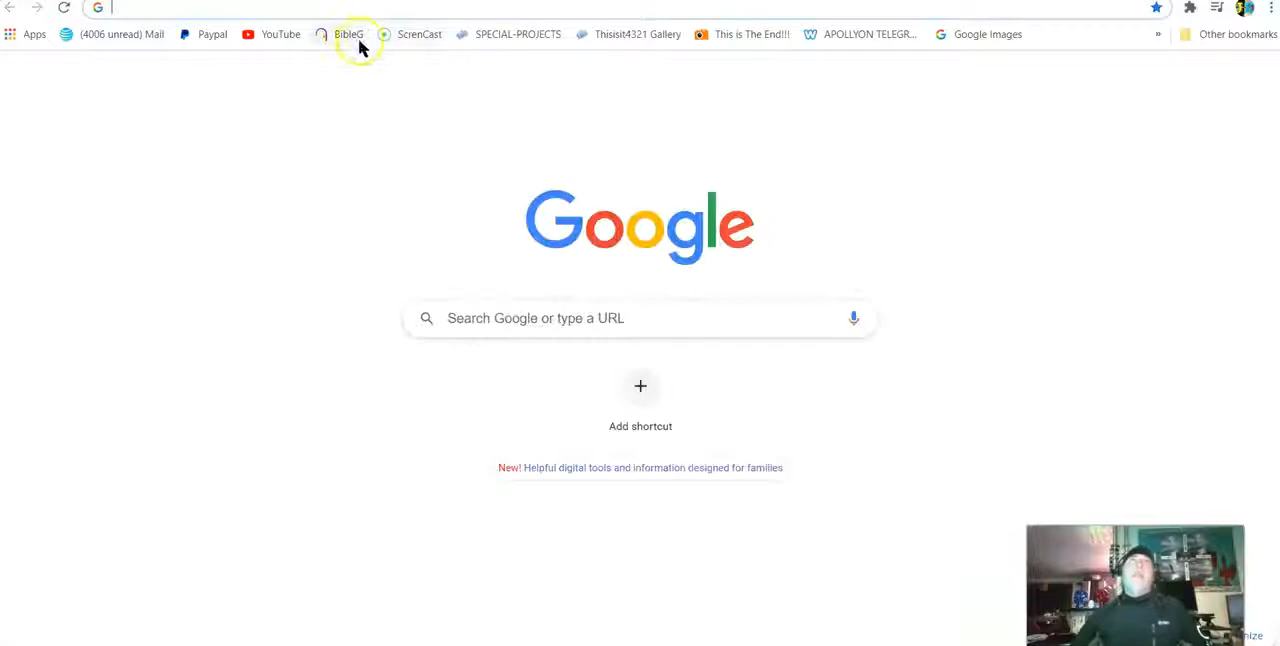 Apps (4006 unread) Mail Paypal YouTube BibleG ScrenCast SPECIAL-PROJECTS Thisisit4321 Gallery This is The End!!! APOLLYON TELEGR... Google Images » Other bookmarks
Google
Search Google or type a URL
Add shortcut
New! Helpful digital tools and information designed for families